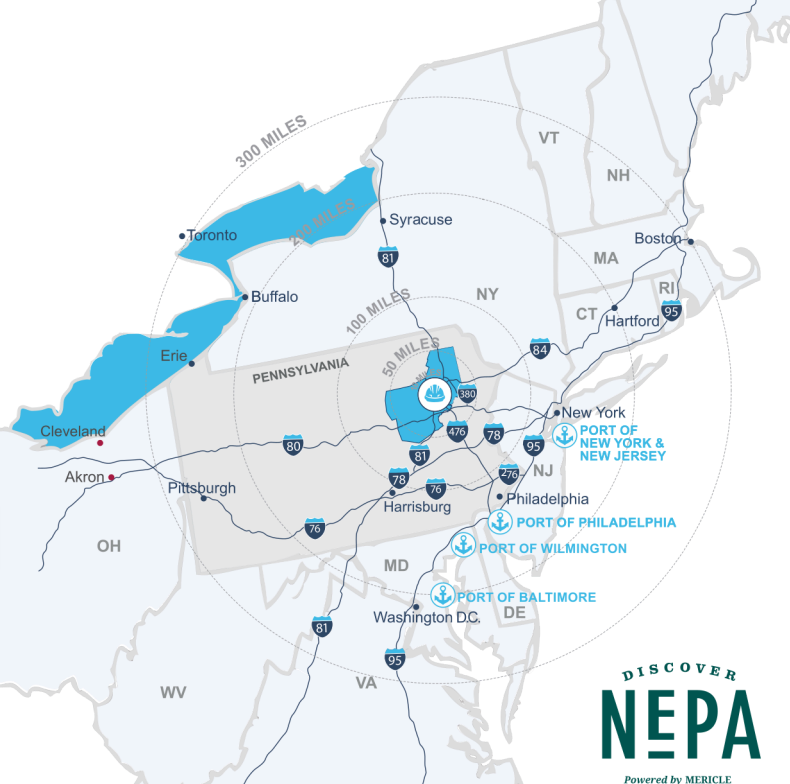 300 MILES
VT
NH
200 MILES
Syracuse
Toronto
Boston
81
MA
NY
Buffalo
RI
100 MILES
CT
95
Hartford
84
50 MILES
Erie
PENNSYLVANIA
380
New York
Cleveland
476
78
PORT OF
NEW YORK &
NEW JERSEY
80
95
81
NJ
Akron
78
276
Pittsburgh
76
Philadelphia
Harrisburg
76
PORT OF PHILADELPHIA
OH
PORT OF WILMINGTON
MD
PORT OF BALTIMORE
DE
Washington D.C.
81
95
VA
WV
DISCOVER
NEPA
Powered by MERICLE